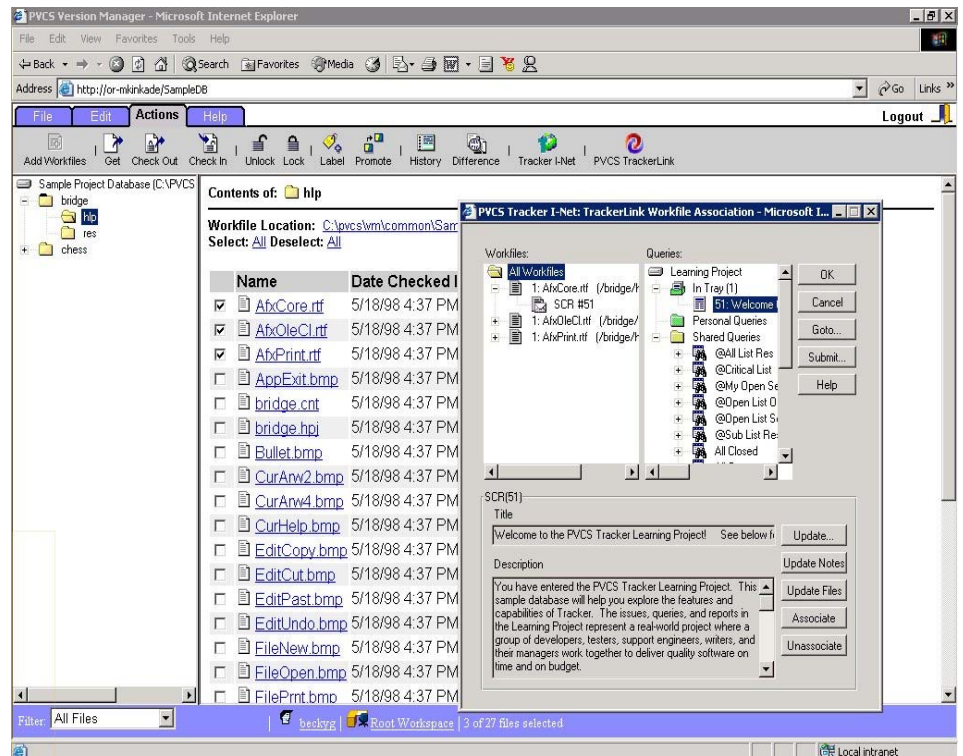 PVCS Version Manager - Microsoft Internet Explorer
File Edit View Favorites Tools Help
Back Search Favorites Media
Address http://or-mkinkade/SampleDB Go Links »
File Edit Actions Help Logout
Add Workfiles Get Check Out Check In Unlock Lock Label Promote History Difference Tracker I-Net PVCS TrackerLink
Sample Project Database (C:\PVCS
bridge
hlp
res
chess
Contents of: hlp
Workfile Location: C:\pvcs\vm\common\Sam
Select: All Deselect: All
Name Date Checked I
AfxCore.rtf 5/18/98 4:37 PM
AfxOleCl.rtf 5/18/98 4:37 PM
AfxPrint.rtf 5/18/98 4:37 PM
AppExit.bmp 5/18/98 4:37 PM
bridge.cnt 5/18/98 4:37 PM
bridge.hpj 5/18/98 4:37 PM
Bullet.bmp 5/18/98 4:37 PM
CurArw2.bmp 5/18/98 4:37 PM
CurArw4.bmp 5/18/98 4:37 PM
CurHelp.bmp 5/18/98 4:37 PM
EditCopy.bmp 5/18/98 4:37 PM
EditCut.bmp 5/18/98 4:37 PM
EditPast.bmp 5/18/98 4:37 PM
EditUndo.bmp 5/18/98 4:37 PM
FileNew.bmp 5/18/98 4:37 PM
FileOpen.bmp 5/18/98 4:37 PM
FilePrnt.bmp 5/18/98 4:37 PM
PVCS Tracker I-Net: TrackerLink Workfile Association - Microsoft I...
Workfiles:
All Workfiles
1: AfxCore.rtf (/bridge/h
SCR #51
1: AfxOleCl.rtf (/bridge/
1: AfxPrint.rtf (/bridge/h
Queries:
Learning Project
In Tray (1)
51: Welcome
Personal Queries
Shared Queries
@All List Res
@Critical List
@My Open Se
@Open List O
@Open List S
@Sub List Re
All Closed
OK
Cancel
Goto...
Submit...
Help
SCR(51)
Title
Welcome to the PVCS Tracker Learning Project! See below f
Description
You have entered the PVCS Tracker Learning Project. This
sample database will help you explore the features and
capabilities of Tracker. The issues, queries, and reports in
the Learning Project represent a real-world project where a
group of developers, testers, support engineers, writers, and
their managers work together to deliver quality software on
time and on budget.
Update...
Update Notes
Update Files
Associate
Unassociate
Filter: All Files beckyg | Root Workspace | 3 of 27 files selected
Local intranet